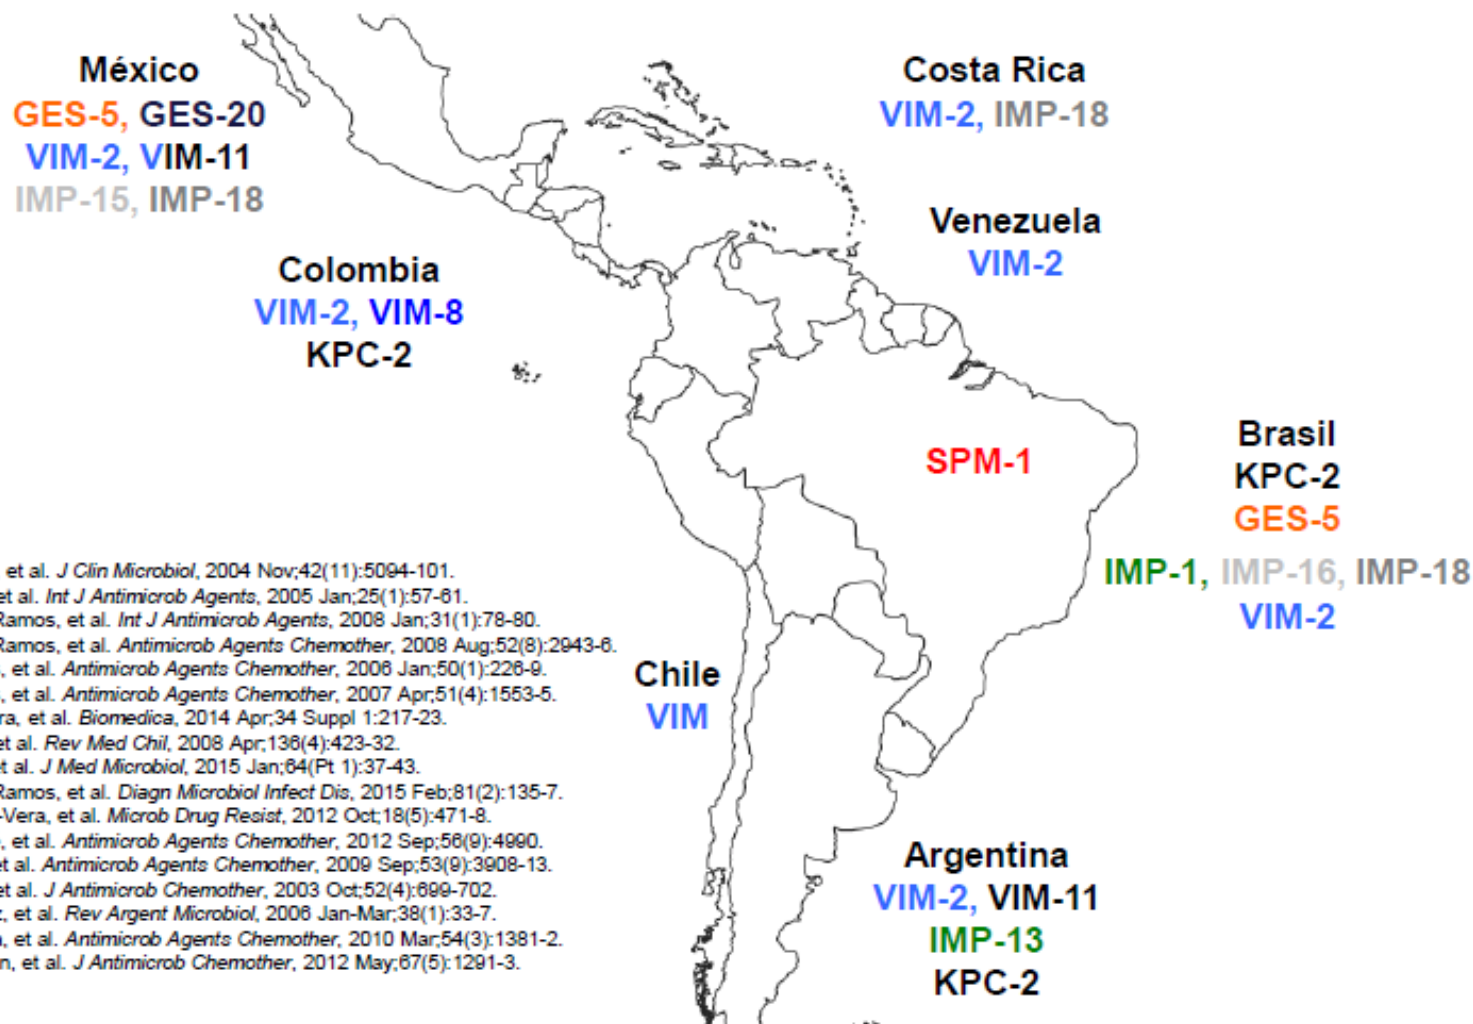 México
GES-5, GES-20
VIM-2, VIM-11
IMP-15, IMP-18
Costa Rica
VIM-2, IMP-18
Venezuela
VIM-2
Colombia
VIM-2, VIM-8
KPC-2
SPM-1
Brasil
KPC-2
GES-5
IMP-1, IMP-16, IMP-18
VIM-2
Chile
VIM
Argentina
VIM-2, VIM-11
IMP-13
KPC-2
et al. J Clin Microbiol, 2004 Nov;42(11):5094-101.
et al. Int J Antimicrob Agents, 2005 Jan;25(1):57-61.
Ramos, et al. Int J Antimicrob Agents, 2008 Jan;31(1):78-80.
Ramos, et al. Antimicrob Agents Chemother, 2008 Aug;52(8):2943-6.
, et al. Antimicrob Agents Chemother, 2006 Jan;50(1):226-9.
, et al. Antimicrob Agents Chemother, 2007 Apr;51(4):1553-5.
ra, et al. Biomedica, 2014 Apr;34 Suppl 1:217-23.
et al. Rev Med Chil, 2008 Apr;136(4):423-32.
et al. J Med Microbiol, 2015 Jan;64(Pt 1):37-43.
Ramos, et al. Diagn Microbiol Infect Dis, 2015 Feb;81(2):135-7.
-Vera, et al. Microb Drug Resist, 2012 Oct;18(5):471-8.
, et al. Antimicrob Agents Chemother, 2012 Sep;56(9):4990.
et al. Antimicrob Agents Chemother, 2009 Sep;53(9):3908-13.
et al. J Antimicrob Chemother, 2003 Oct;52(4):699-702.
z, et al. Rev Argent Microbiol, 2006 Jan-Mar;38(1):33-7.
, et al. Antimicrob Agents Chemother, 2010 Mar;54(3):1381-2.
n, et al. J Antimicrob Chemother, 2012 May;67(5):1291-3.